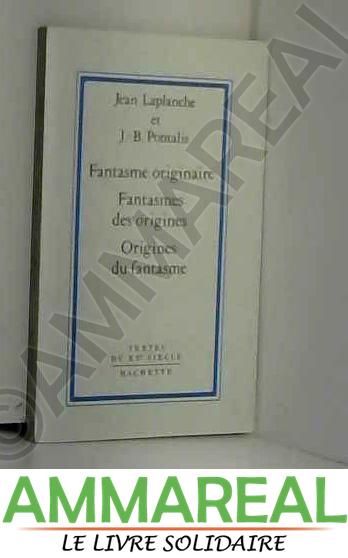 Jean Laplanche
et
J.-B. Pontalis
Fantasme originaire
Fantasmes
des origines
Origines
du fantasme
TEXTES
DU XXe SIÈCLE
HACHETTE
©AMMAREAL
AMMAREAL
LE LIVRE SOLIDAIRE